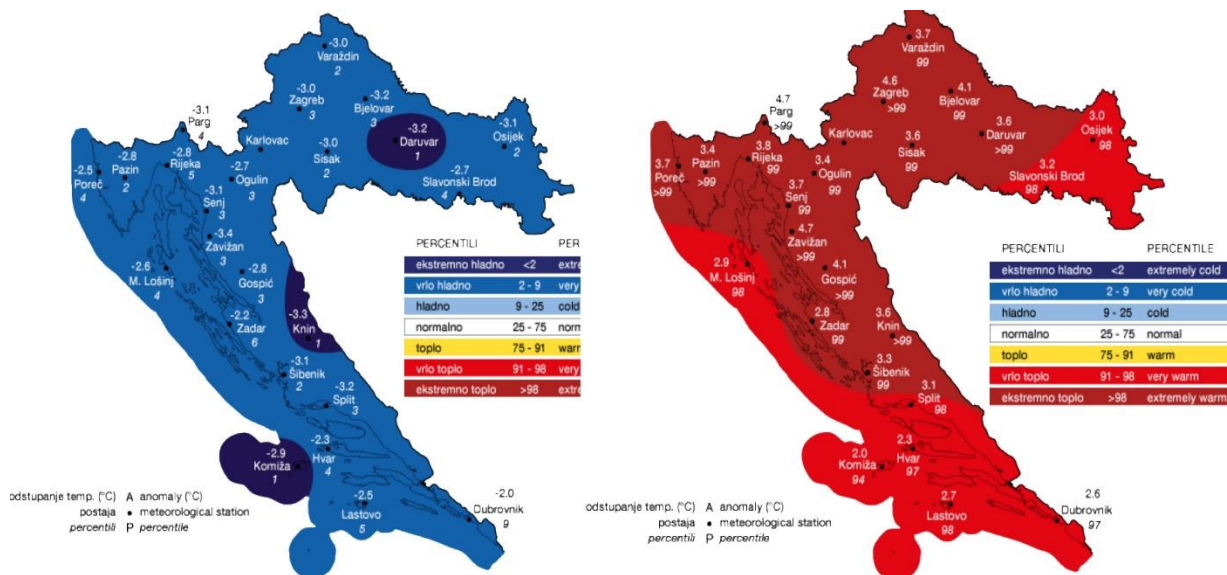 -3.0
Varaždin
2
-3.0
Zagreb
3
-3.2
Bjelovar
3
-3.1
Parg
4
-3.2
Daruvar
1
-3.1
Osijek
2
Karlovac
-3.0
Sisak
2
-2.8
Rijeka
5
-2.8
Pazin
2
-2.5
Poreč
4
-2.7
Ogulin
3
-2.7
Slavonski Brod
4
-3.1
Senj
3
-3.4
Zavižan
3
-2.6
M. Lošinj
4
-2.8
Gospić
3
-2.2
Zadar
6
-3.3
Knin
1
-3.1
Šibenik
2
-3.2
Split
3
-2.3
Hvar
4
-2.9
Komiža
1
-2.5
Lastovo
5
-2.0
Dubrovnik
9
PERCENTILI PER
ekstremno hladno <2 extre
vrlo hladno 2 - 9 very
hladno 9 - 25 cold
normalno 25 - 75 norm
toplo 75 - 91 warm
vrlo toplo 91 - 98 very
ekstremno toplo >98 extre
odstupanje temp. (°C) A anomaly (°C)
postaja ● meteorological station
percentili P percentile
3.7
Varaždin
99
4.6
Zagreb
>99
4.1
Bjelovar
99
4.7
Parg
>99
3.6
Daruvar
>99
3.0
Osijek
98
Karlovac
3.6
Sisak
99
3.8
Rijeka
99
3.4
Pazin
>99
3.7
Poreč
>99
3.4
Ogulin
99
3.2
Slavonski Brod
98
3.7
Senj
99
4.7
Zavižan
>99
2.9
M. Lošinj
98
4.1
Gospić
>99
2.8
Zadar
99
3.6
Knin
>99
3.3
Šibenik
99
3.1
Split
98
2.3
Hvar
97
2.0
Komiža
94
2.7
Lastovo
98
2.6
Dubrovnik
97
PERCENTILI PERCENTILE
ekstremno hladno <2 extremely cold
vrlo hladno 2 - 9 very cold
hladno 9 - 25 cold
normalno 25 - 75 normal
toplo 75 - 91 warm
vrlo toplo 91 - 98 very warm
ekstremno toplo >98 extremely warm
odstupanje temp. (°C) A anomaly (°C)
postaja ● meteorological station
percentili P percentile